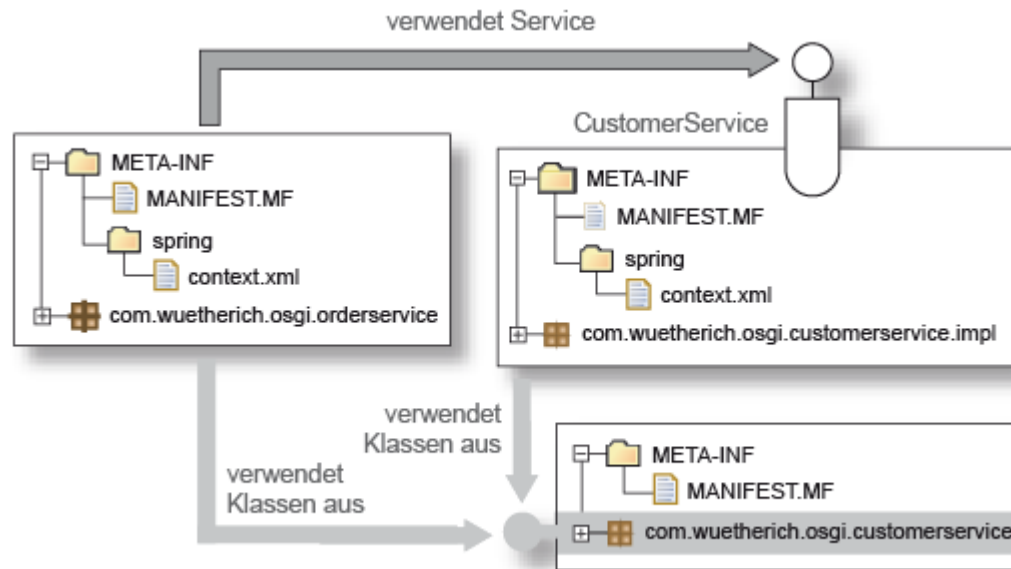 verwendet Service
CustomerService
META-INF
MANIFEST.MF
spring
context.xml
com.wuetherich.osgi.orderservice
META-INF
MANIFEST.MF
spring
context.xml
com.wuetherich.osgi.customerservice.impl
verwendet
Klassen aus
verwendet
Klassen aus
META-INF
MANIFEST.MF
com.wuetherich.osgi.customerservice